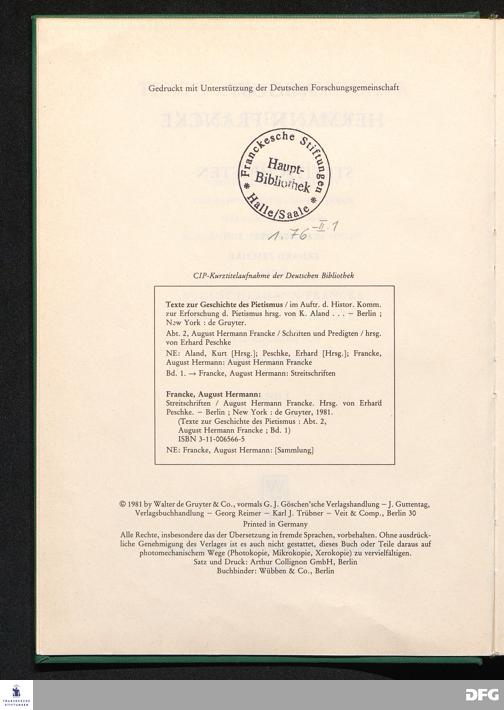 Gedruckt mit Unterstützung der Deutschen Forschungsgemeinschaft
HERMANN FRANCKE
* Franckesche Stiftungen * Halle/Saale
Haupt-
Bibliothek
1.76-II.1
CIP-Kurztitelaufnahme der Deutschen Bibliothek
Texte zur Geschichte des Pietismus / im Auftr. d. Histor. Komm.
zur Erforschung d. Pietismus hrsg. von K. Aland . . . – Berlin ;
New York : de Gruyter.
Abt. 2, August Hermann Francke / Schriften und Predigten / hrsg.
von Erhard Peschke
NE: Aland, Kurt [Hrsg.]; Peschke, Erhard [Hrsg.]; Francke,
August Hermann: August Hermann Francke
Bd. 1. → Francke, August Hermann: Streitschriften
Francke, August Hermann:
Streitschriften / August Hermann Francke. Hrsg. von Erhard
Peschke. – Berlin ; New York : de Gruyter, 1981.
(Texte zur Geschichte des Pietismus : Abt. 2,
August Hermann Francke ; Bd. 1)
ISBN 3-11-006566-5
NE: Francke, August Hermann: [Sammlung]
© 1981 by Walter de Gruyter & Co., vormals G. J. Göschen'sche Verlagshandlung – J. Guttentag,
Verlagsbuchhandlung – Georg Reimer – Karl J. Trübner – Veit & Comp., Berlin 30
Printed in Germany
Alle Rechte, insbesondere das der Übersetzung in fremde Sprachen, vorbehalten. Ohne ausdrück-
liche Genehmigung des Verlages ist es auch nicht gestattet, dieses Buch oder Teile daraus auf
photomechanischem Wege (Photokopie, Mikrokopie, Xerokopie) zu vervielfältigen.
Satz und Druck: Arthur Collignon GmbH, Berlin
Buchbinder: Wübben & Co., Berlin
FRANCKESCHE
STIFTUNGEN
DFG